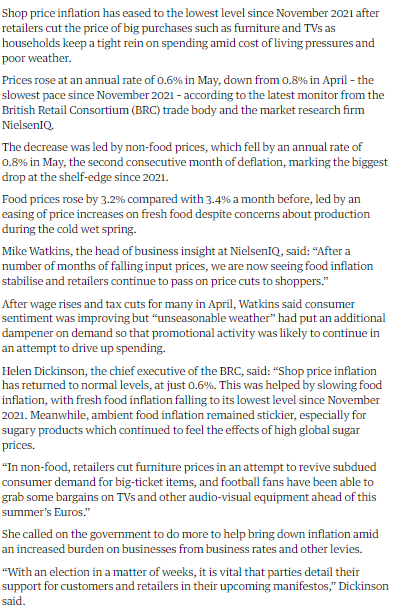 Shop price inflation has eased to the lowest level since November 2021 after
retailers cut the price of big purchases such as furniture and TVs as
households keep a tight rein on spending amid cost of living pressures and
poor weather.
Prices rose at an annual rate of 0.6% in May, down from 0.8% in April – the
slowest pace since November 2021 – according to the latest monitor from the
British Retail Consortium (BRC) trade body and the market research firm
NielsenIQ.
The decrease was led by non-food prices, which fell by an annual rate of
0.8% in May, the second consecutive month of deflation, marking the biggest
drop at the shelf-edge since 2021.
Food prices rose by 3.2% compared with 3.4% a month before, led by an
easing of price increases on fresh food despite concerns about production
during the cold wet spring.
Mike Watkins, the head of business insight at NielsenIQ, said: “After a
number of months of falling input prices, we are now seeing food inflation
stabilise and retailers continue to pass on price cuts to shoppers.”
After wage rises and tax cuts for many in April, Watkins said consumer
sentiment was improving but “unseasonable weather” had put an additional
dampener on demand so that promotional activity was likely to continue in
an attempt to drive up spending.
Helen Dickinson, the chief executive of the BRC, said: “Shop price inflation
has returned to normal levels, at just 0.6%. This was helped by slowing food
inflation, with fresh food inflation falling to its lowest level since November
2021. Meanwhile, ambient food inflation remained stickier, especially for
sugary products which continued to feel the effects of high global sugar
prices.
“In non-food, retailers cut furniture prices in an attempt to revive subdued
consumer demand for big-ticket items, and football fans have been able to
grab some bargains on TVs and other audio-visual equipment ahead of this
summer’s Euros.”
She called on the government to do more to help bring down inflation amid
an increased burden on businesses from business rates and other levies.
“With an election in a matter of weeks, it is vital that parties detail their
support for customers and retailers in their upcoming manifestos,” Dickinson
said.